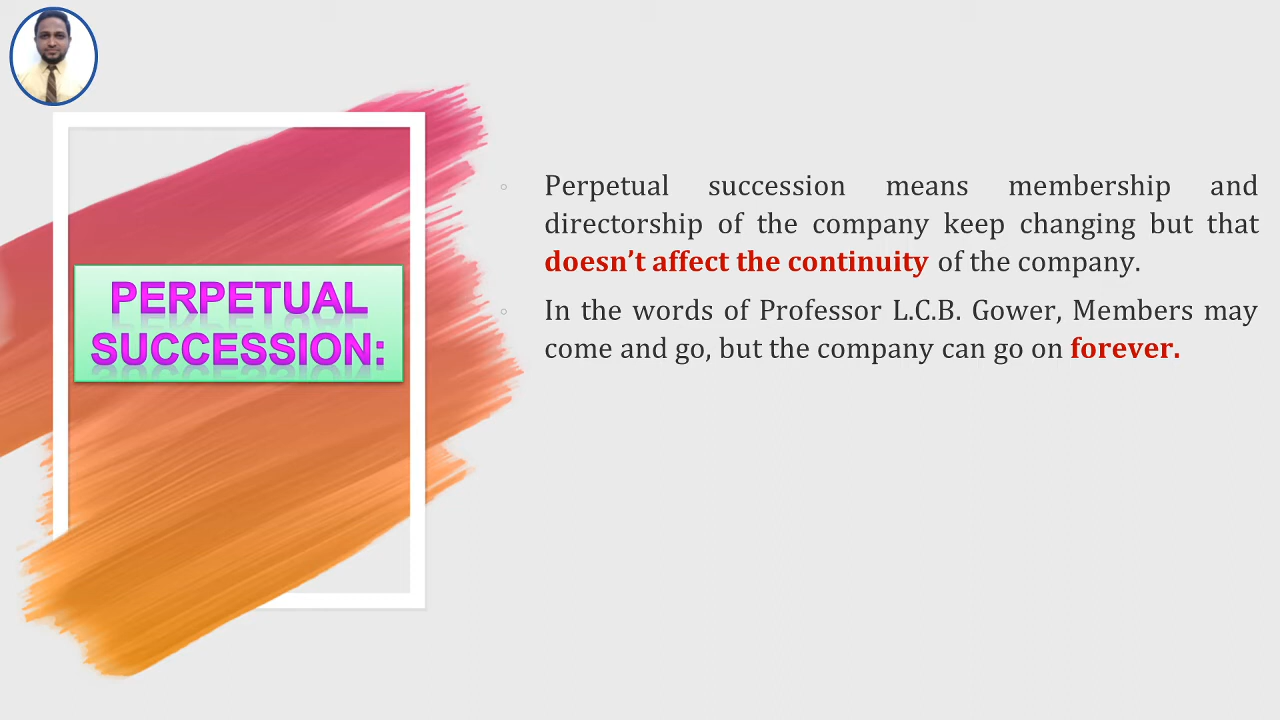 PERPETUAL
SUCCESSION:
Perpetual succession means membership and
directorship of the company keep changing but that
doesn’t affect the continuity of the company.
In the words of Professor L.C.B. Gower, Members may
come and go, but the company can go on forever.